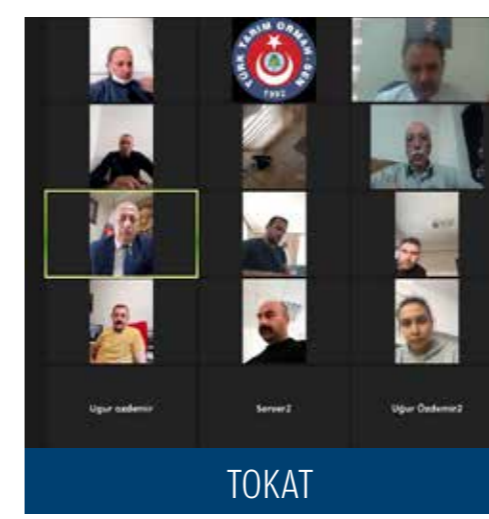 TÜRK TARIM ORMAN-SEN
1992
Ugur ozdemir
Server2
Uğur Özdemir2
TOKAT